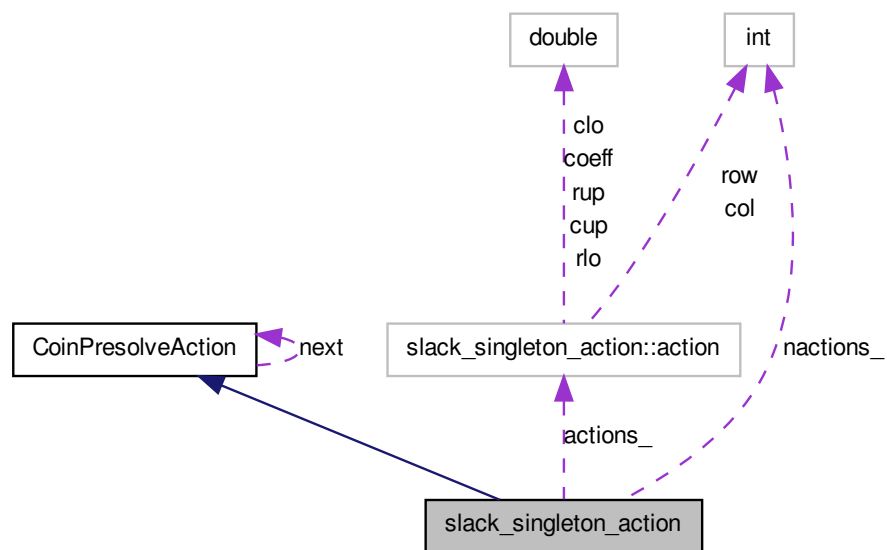 double
int
clo
coeff
rup
cup
rlo
row
col
CoinPresolveAction
next
slack_singleton_action::action
nactions_
actions_
slack_singleton_action